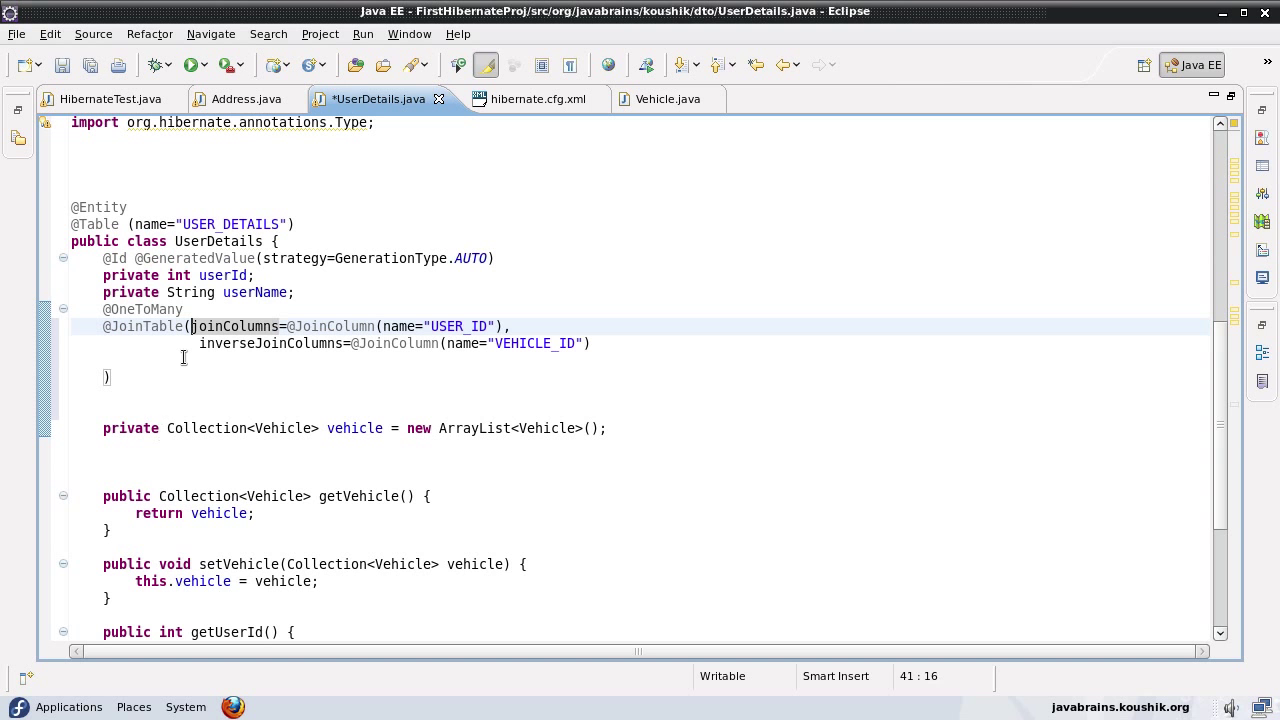 Java EE - FirstHibernateProj/src/org/javabrains/koushik/dto/UserDetails.java - Eclipse
File Edit Source Refactor Navigate Search Project Run Window Help
Java EE
HibernateTest.java Address.java *UserDetails.java hibernate.cfg.xml Vehicle.java
import org.hibernate.annotations.Type;
@Entity
@Table (name="USER_DETAILS")
public class UserDetails {
@Id @GeneratedValue(strategy=GenerationType.AUTO)
private int userId;
private String userName;
@OneToMany
@JoinTable(joinColumns=@JoinColumn(name="USER_ID"),
inverseJoinColumns=@JoinColumn(name="VEHICLE_ID")
)
private Collection<Vehicle> vehicle = new ArrayList<Vehicle>();
public Collection<Vehicle> getVehicle() {
return vehicle;
}
public void setVehicle(Collection<Vehicle> vehicle) {
this.vehicle = vehicle;
}
public int getUserId() {
Writable Smart Insert 41 : 16
Applications Places System javabrains.koushik.org